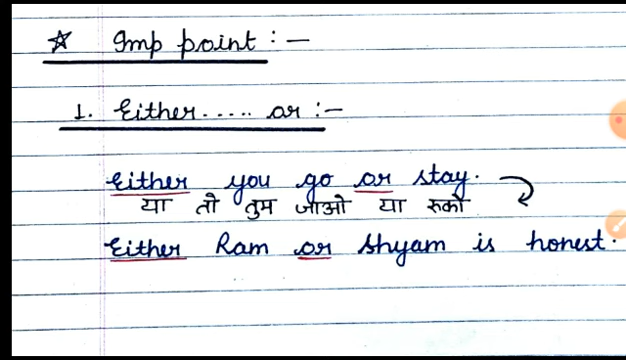 ☆ Imp point : —
1. Either ..... or :—
Either you go or stay.
या तो तुम जाओ या रुको
Either Ram or Shyam is honest.